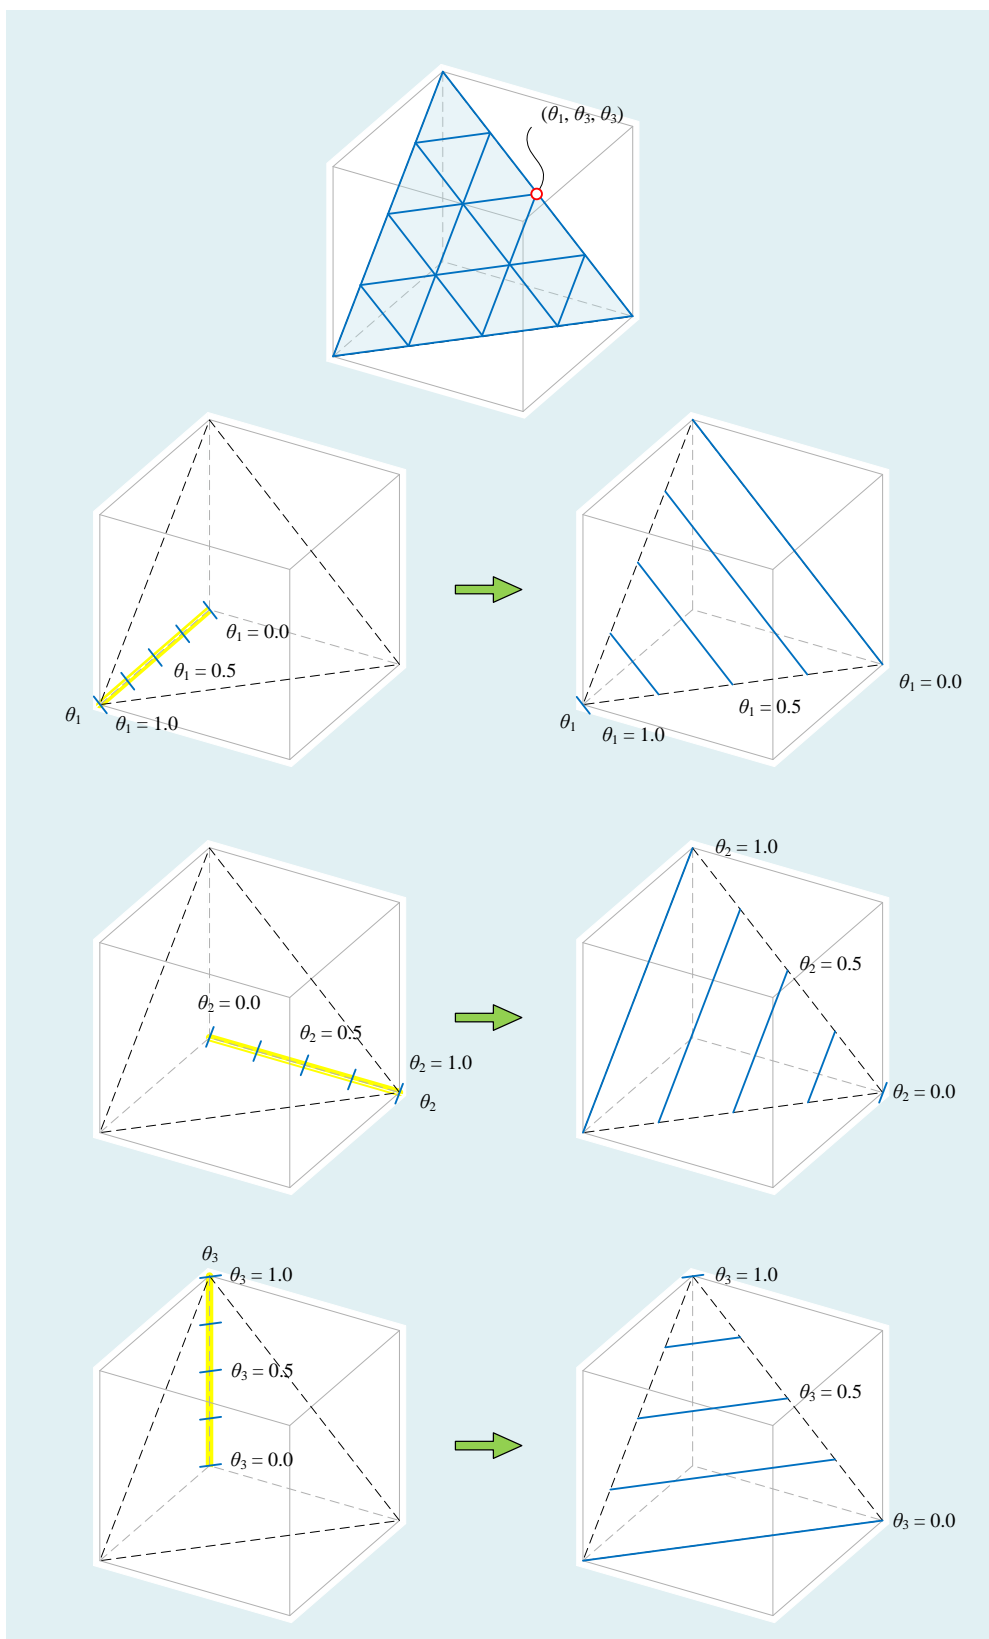 (θ₁, θ₃, θ₃)
θ₁ = 0.0
θ₁ = 0.5
θ₁
θ₁ = 1.0
θ₁ = 0.0
θ₁ = 0.5
θ₁
θ₁ = 1.0
θ₂ = 0.0
θ₂ = 0.5
θ₂ = 1.0
θ₂
θ₂ = 1.0
θ₂ = 0.5
θ₂ = 0.0
θ₃
θ₃ = 1.0
θ₃ = 0.5
θ₃ = 0.0
θ₃ = 1.0
θ₃ = 0.5
θ₃ = 0.0